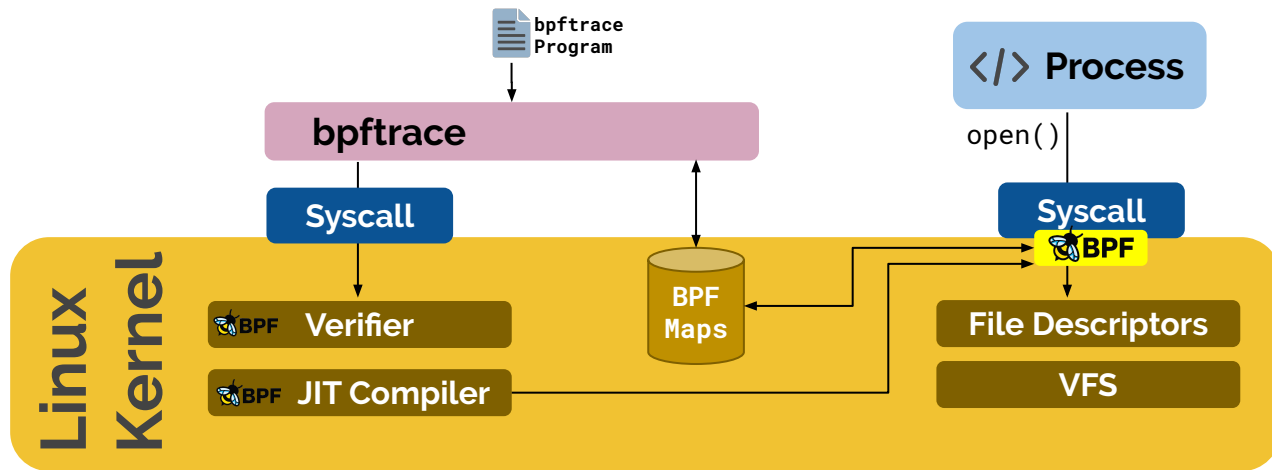 bpftrace
Program
</> Process
bpftrace
open()
Syscall
Syscall
BPF
Linux
Kernel
BPF
Maps
BPF Verifier
File Descriptors
BPF JIT Compiler
VFS